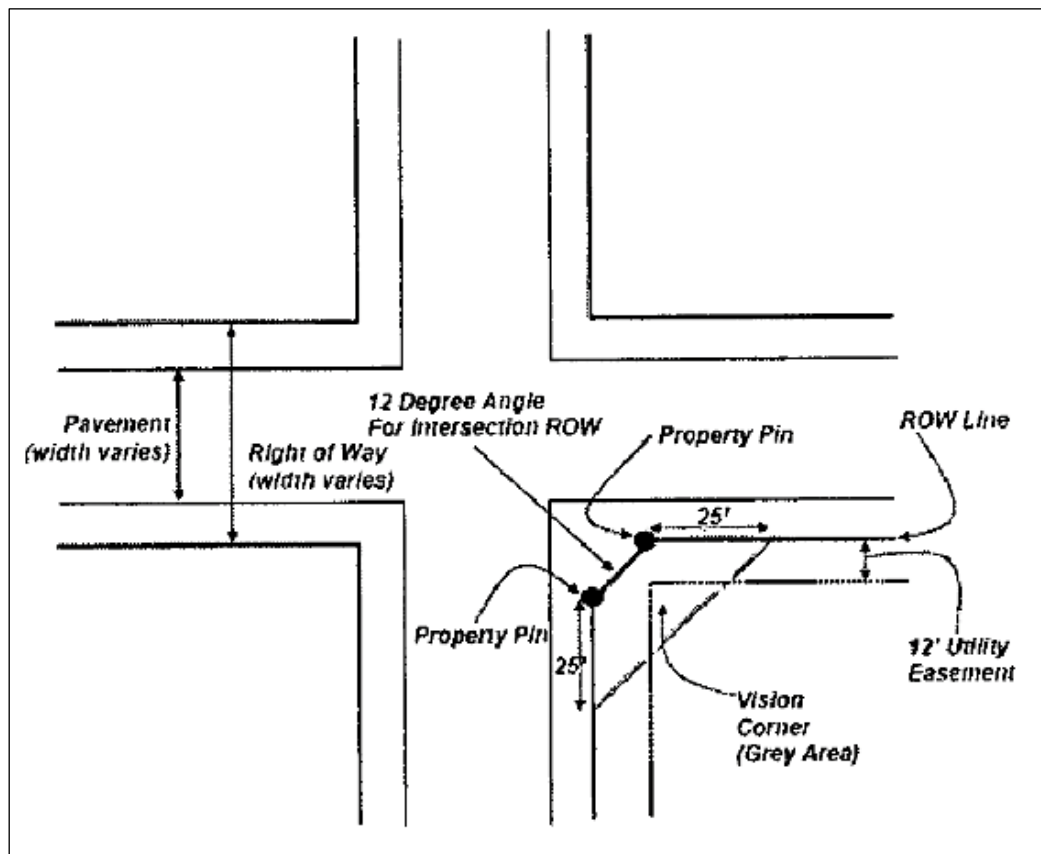 12 Degree Angle
For Intersection ROW
Property Pin
ROW Line
Pavement
(width varies)
Right of Way
(width varies)
25'
Property Pin
25'
12' Utility
Easement
Vision
Corner
(Grey Area)